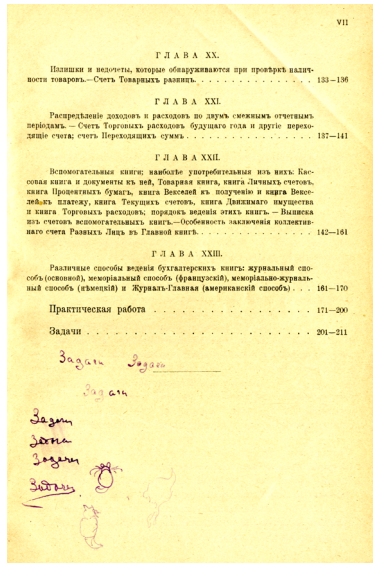 VII
ГЛАВА XX.
Излишки и недочеты, которые обнаруживаются при провѣркѣ налич-
ности товаровъ.—Счетъ Товарныхъ разницъ. . . . . . . . . . 133—136
ГЛАВА XXI.
Распредѣленіе доходовъ и расходовъ по двумъ смежнымъ отчетнымъ
періодамъ. — Счетъ Торговыхъ расходовъ будущаго года и другіе перехо-
дящіе счета; счетъ Переходящихъ суммъ . . . . . . . . . . 137—141
ГЛАВА XXII.
Вспомогательныя книги; наиболѣе употребительныя изъ нихъ: Кас-
совая книга и документы къ ней, Товарная книга, книга Личныхъ счетовъ,
книга Процентныхъ бумагъ, книга Векселей къ полученію и книга Вексе-
лей къ платежу, книга Текущихъ счетовъ, книга Движимаго имущества
и книга Торговыхъ расходовъ; порядокъ веденія этихъ книгъ. — Выписка
изъ счетовъ вспомогательныхъ книгъ.—Особенность заключенія коллектив-
наго счета Разныхъ Лицъ въ Главной книгѣ. . . . . . . . . . 142—161
ГЛАВА XXIII.
Различные способы веденія бухгалтерскихъ книгъ: журнальный спо-
собъ (основной), меморіальный способъ (французскій), меморіально-журналь-
ный способъ (нѣмецкій) и Журналъ-Главная (американскій способъ) . . . 161—170
Практическая работа . . . . . . . . . . 171—200
Задачи . . . . . . . . . . 201—211
Задачи Задачи
Задачи
Задачи
Задачи
Задачи